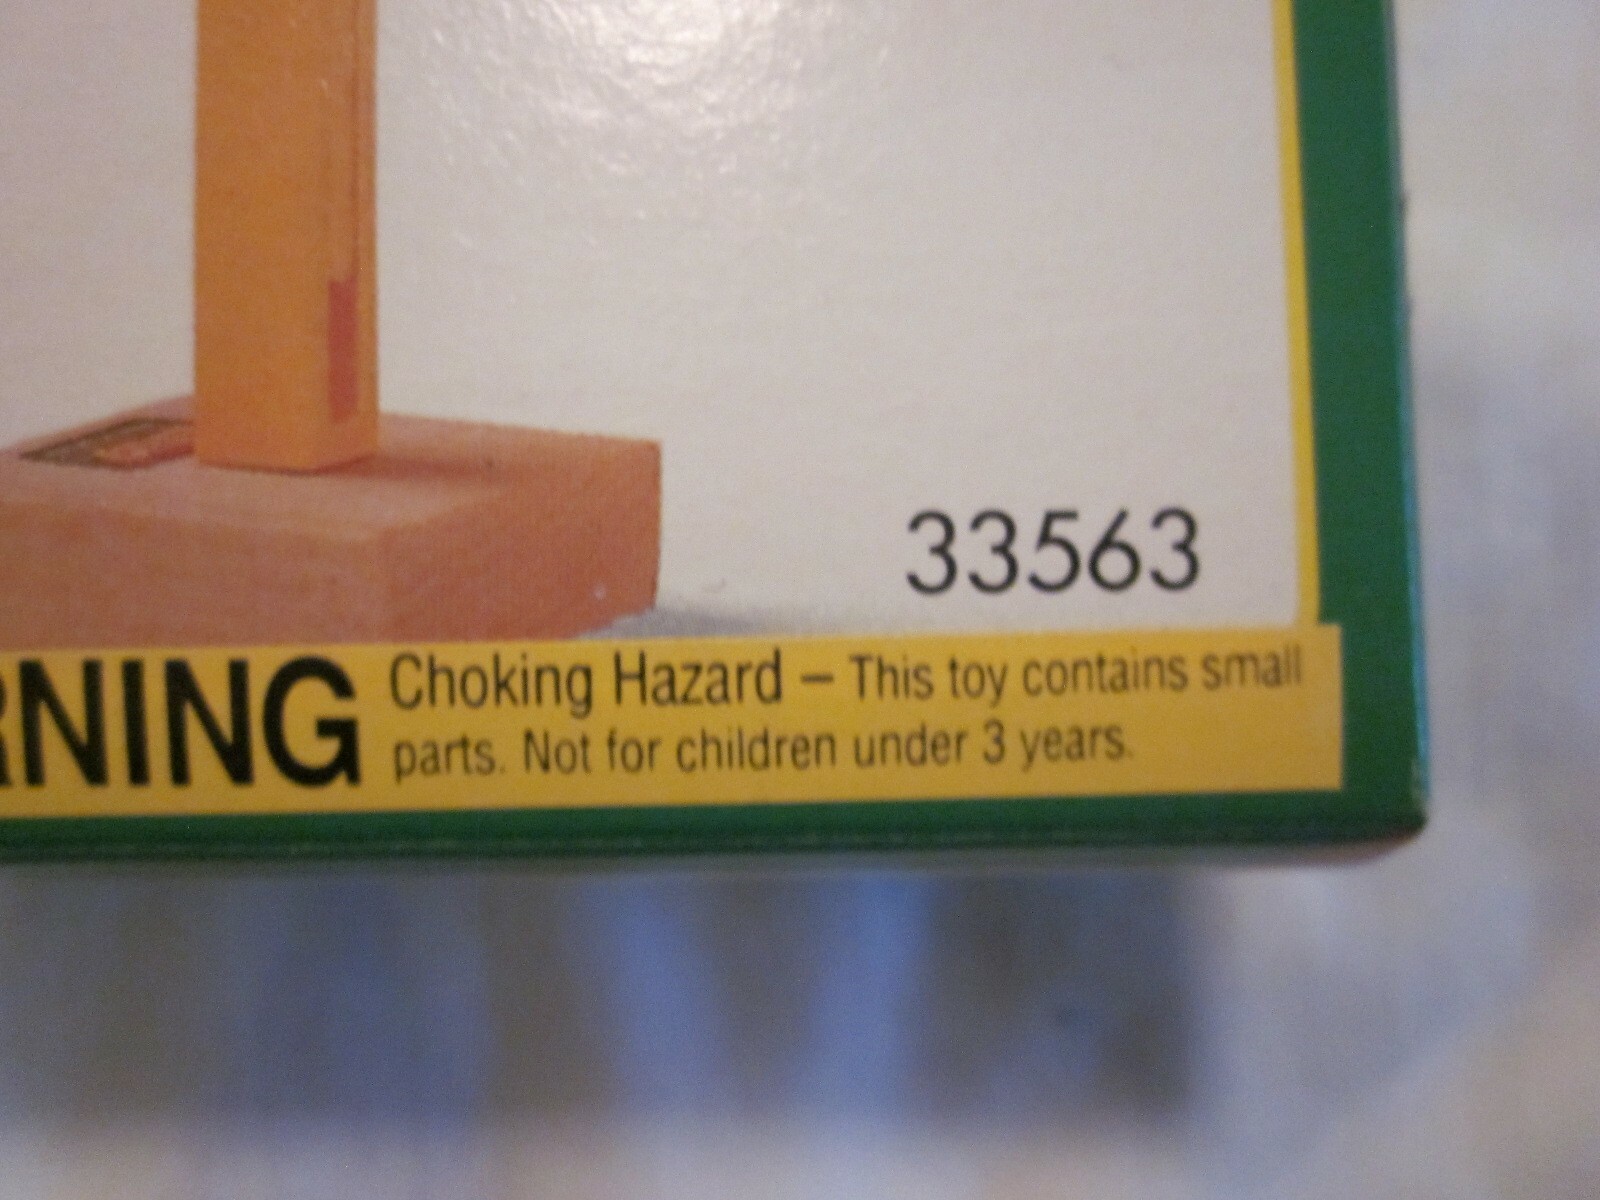 33563
RNING Choking Hazard – This toy contains small
parts. Not for children under 3 years.